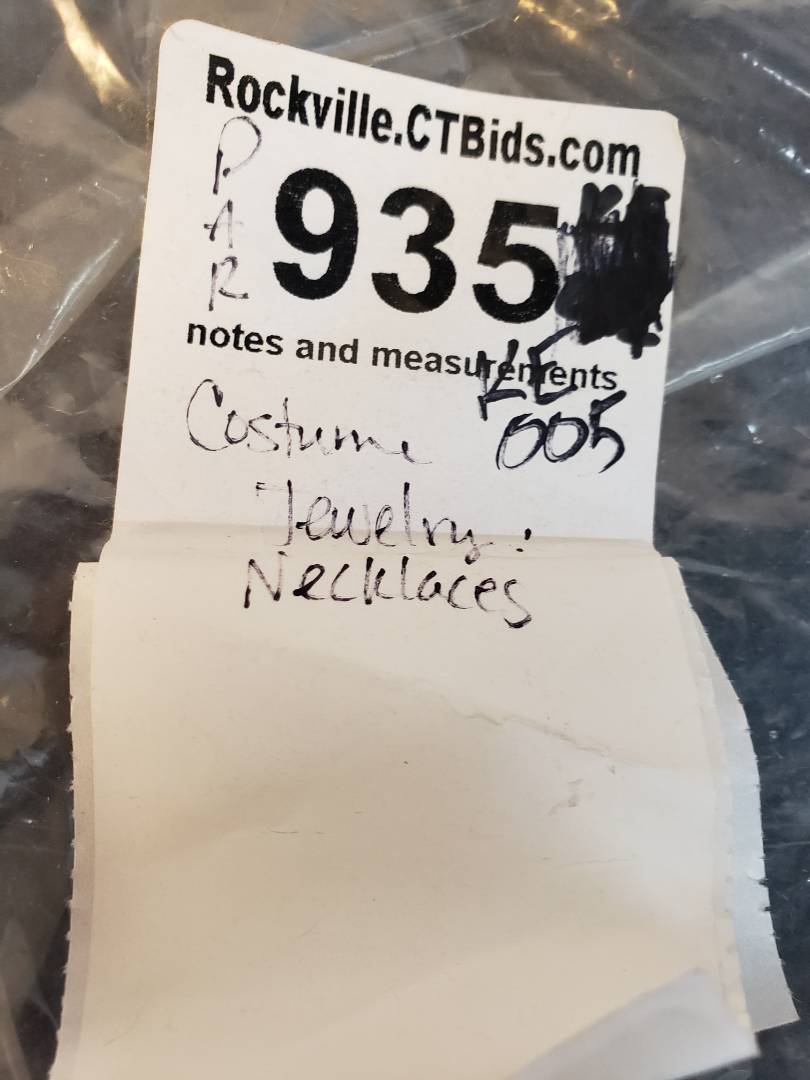 Rockville.CTBids.com
PAR
935
notes and measurements
KE
005
Costume
Jewelry:
Necklaces